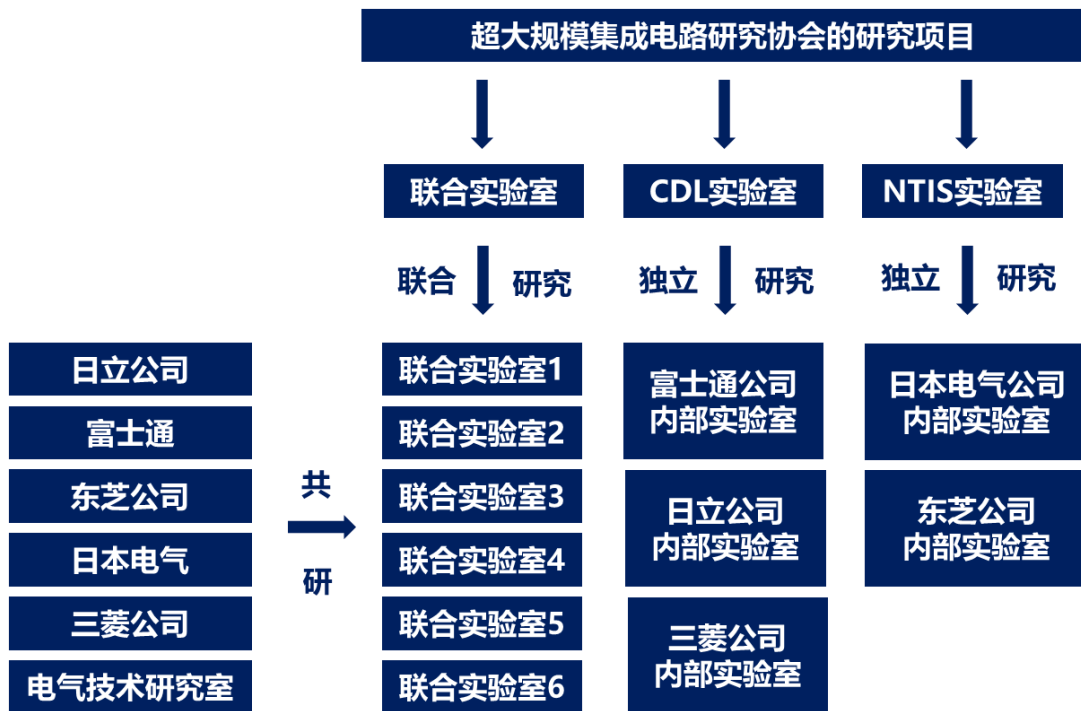 超大规模集成电路研究协会的研究项目
联合实验室
CDL实验室
NTIS实验室
联合
研究
独立
研究
独立
研究
日立公司
富士通
东芝公司
日本电气
三菱公司
电气技术研究室
共
研
联合实验室1
联合实验室2
联合实验室3
联合实验室4
联合实验室5
联合实验室6
富士通公司
内部实验室
日立公司
内部实验室
三菱公司
内部实验室
日本电气公司
内部实验室
东芝公司
内部实验室